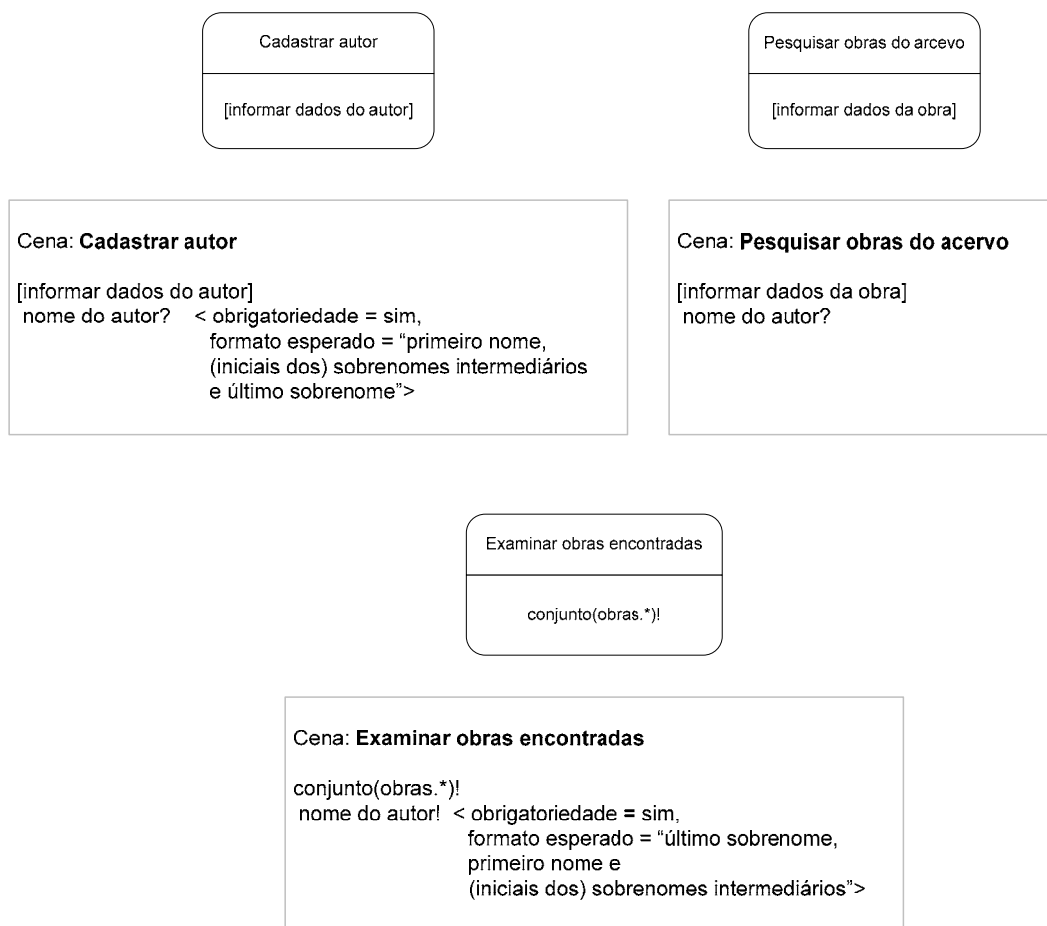 Cadastrar autor
[informar dados do autor]
Pesquisar obras do arcevo
[informar dados da obra]
Cena: Cadastrar autor
[informar dados do autor]
nome do autor? < obrigatoriedade = sim,
formato esperado = “primeiro nome,
(iniciais dos) sobrenomes intermediários
e último sobrenome”>
Cena: Pesquisar obras do acervo
[informar dados da obra]
nome do autor?
Examinar obras encontradas
conjunto(obras.*)!
Cena: Examinar obras encontradas
conjunto(obras.*)!
nome do autor! < obrigatoriedade = sim,
formato esperado = “último sobrenome,
primeiro nome e
(iniciais dos) sobrenomes intermediários”>